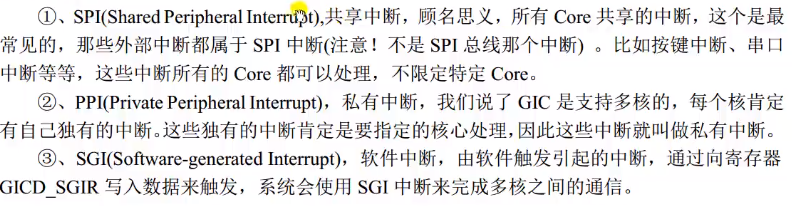 ①、SPI(Shared Peripheral Interrupt),共享中断，顾名思义，所有 Core 共享的中断，这个是最
常见的，那些外部中断都属于 SPI 中断(注意！不是 SPI 总线那个中断) 。比如按键中断、串口
中断等等，这些中断所有的 Core 都可以处理，不限定特定 Core。
②、PPI(Private Peripheral Interrupt)，私有中断，我们说了 GIC 是支持多核的，每个核肯定
有自己独有的中断。这些独有的中断肯定是要指定的核心处理，因此这些中断就叫做私有中断。
③、SGI(Software-generated Interrupt)，软件中断，由软件触发引起的中断，通过向寄存器
GICD_SGIR 写入数据来触发，系统会使用 SGI 中断来完成多核之间的通信。